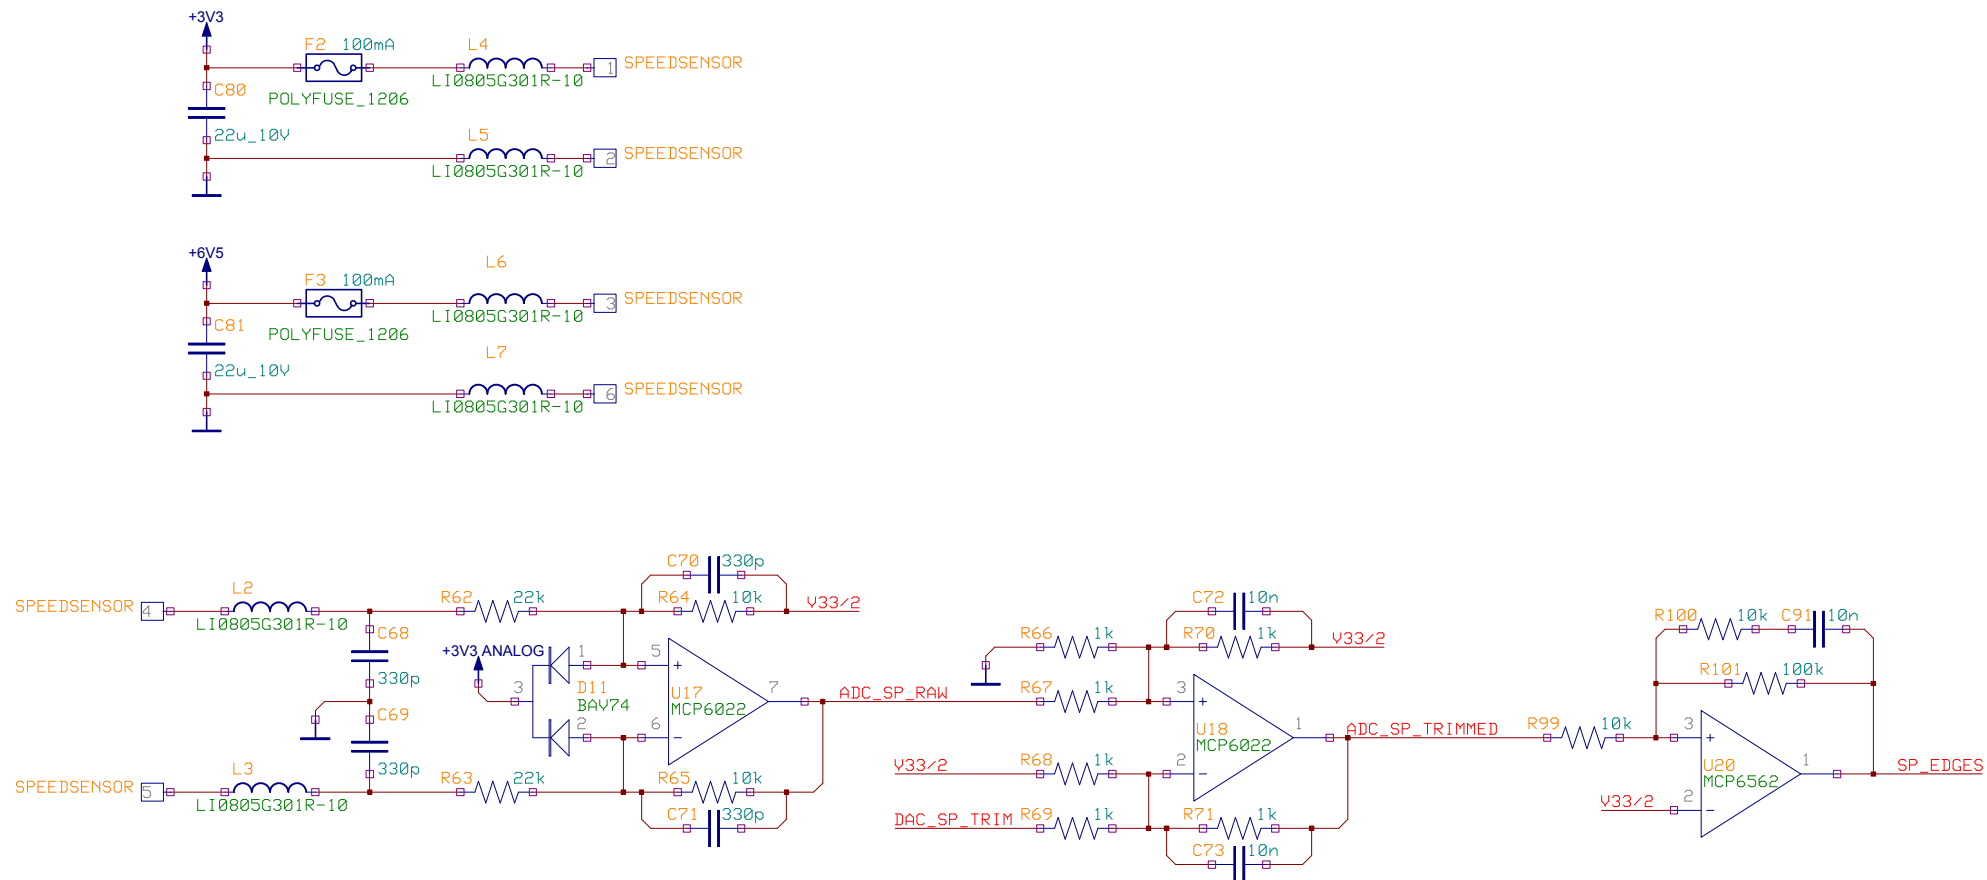 +3V3
F2 100mA
L4
1 SPEEDSENSOR
LI0805G301R-10
C80
POLYFUSE_1206
22u_10V
L5
2 SPEEDSENSOR
LI0805G301R-10
+6V5
L6
F3 100mA
3 SPEEDSENSOR
LI0805G301R-10
C81
POLYFUSE_1206
L7
22u_10V
6 SPEEDSENSOR
LI0805G301R-10
C70 330p
L2
SPEEDSENSOR 4
LI0805G301R-10
R62 22k
R64 10k
V33/2
C68
330p
+3V3 ANALOG
1
3
D11
BAV74
2
5
+
U17
MCP6022
7
6
-
ADC_SP_RAW
C69
330p
L3
SPEEDSENSOR 5
LI0805G301R-10
R63 22k
R65 10k
C71 330p
C72 10n
R66 1k
R70 1k
V33/2
R67 1k
3
+
U18
MCP6022
1
2
-
ADC_SP_TRIMMED
V33/2
R68 1k
DAC_SP_TRIM
R69 1k
R71 1k
C73 10n
R100 10k
C91 10n
R101 100k
R99 10k
3
+
U20
MCP6562
1
SP_EDGES
V33/2
2
-